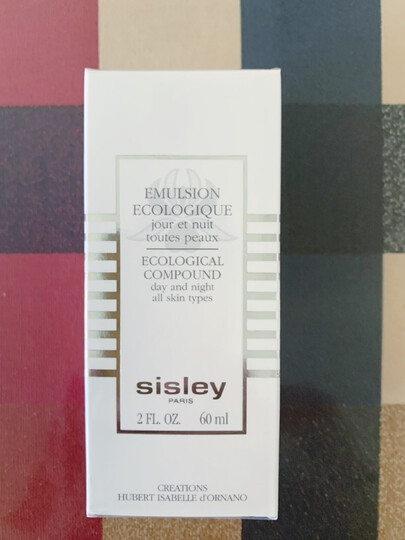 EMULSION
ECOLOGIQUE
jour et nuit
toutes peaux
ECOLOGICAL
COMPOUND
day and night
all skin types
sisley
PARIS
2 FL. OZ. 60 ml
CREATIONS
HUBERT ISABELLE d'ORNANO